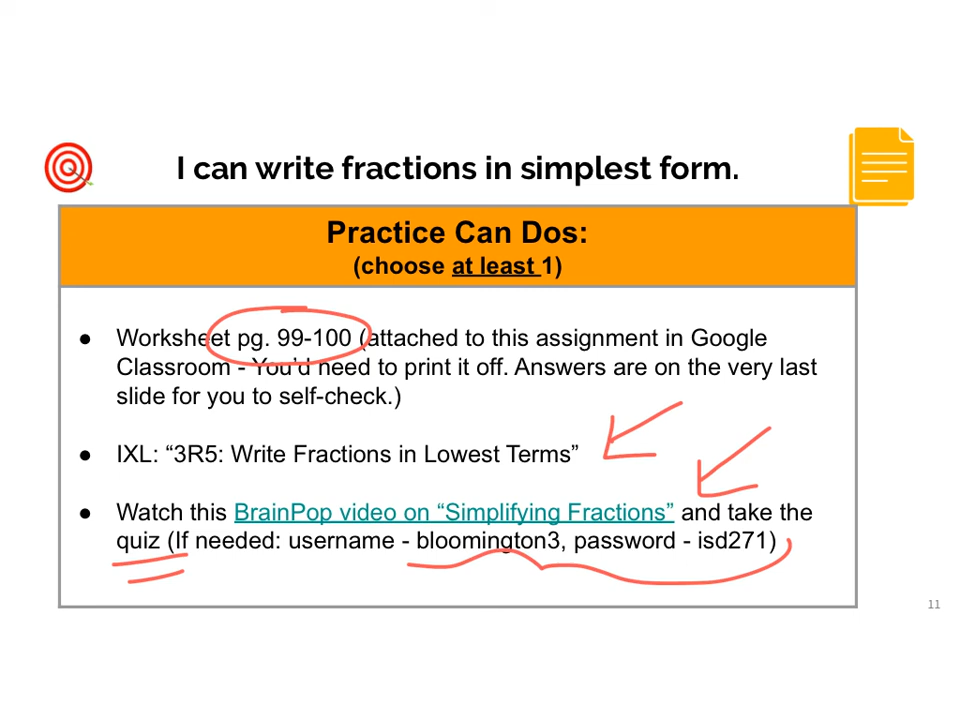 I can write fractions in simplest form.
Practice Can Dos:
(choose at least 1)
● Worksheet pg. 99-100 (attached to this assignment in Google
Classroom - You'd need to print it off. Answers are on the very last
slide for you to self-check.)
● IXL: “3R5: Write Fractions in Lowest Terms”
● Watch this BrainPop video on “Simplifying Fractions” and take the
quiz (If needed: username - bloomington3, password - isd271)
11